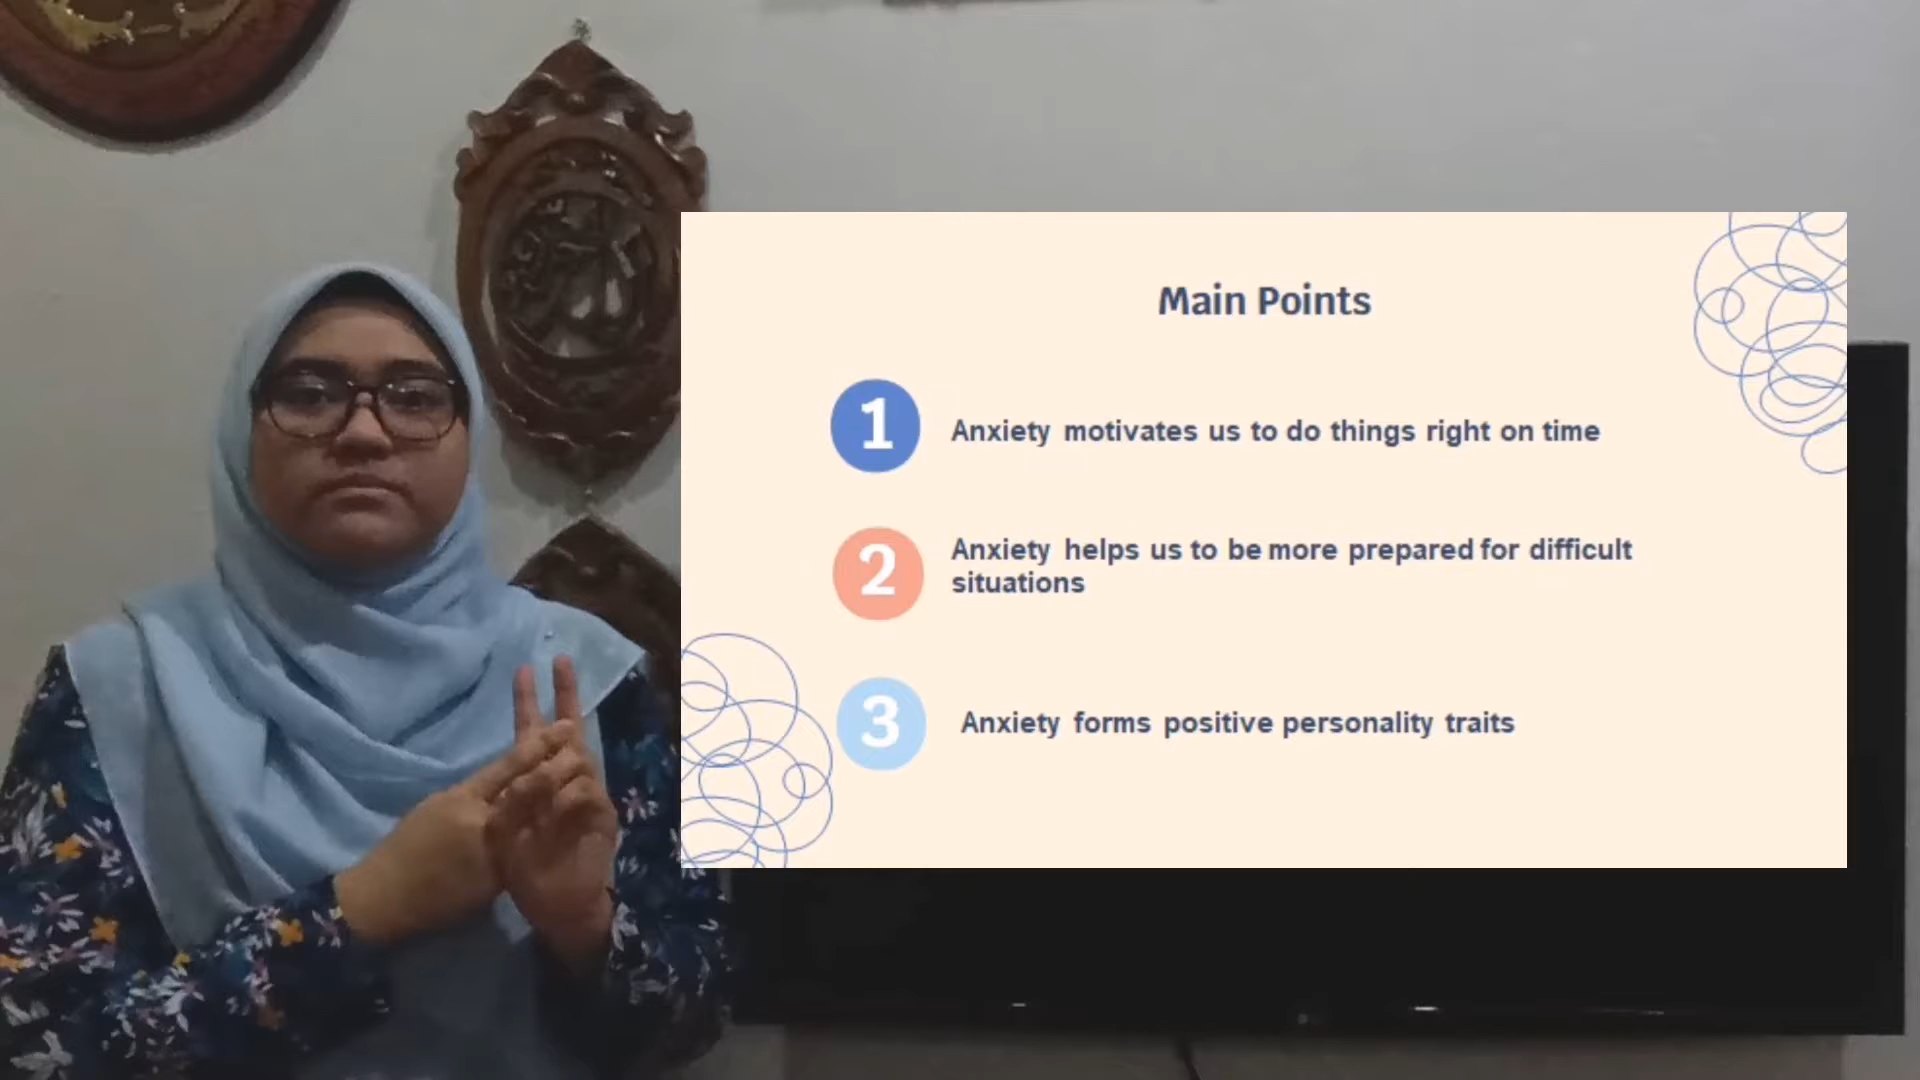 Main Points
1
Anxiety motivates us to do things right on time
2
Anxiety helps us to be more prepared for difficult
situations
3
Anxiety forms positive personality traits